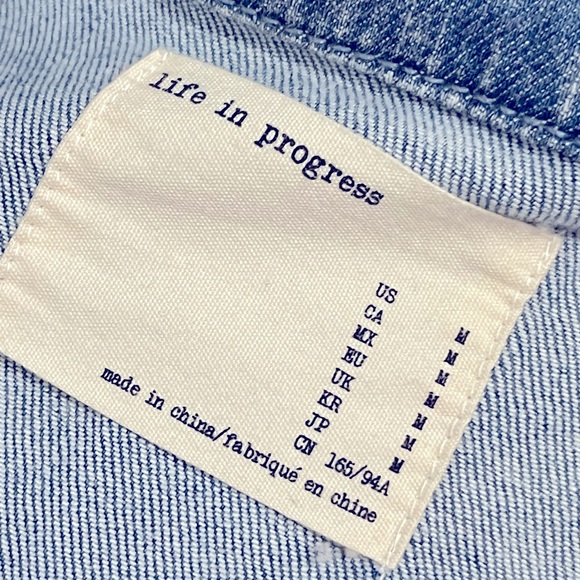 life in progress
US M
CA M
MX M
EU M
UK M
KR M
JP M
CN 165/94A
made in china/fabriqué en chine